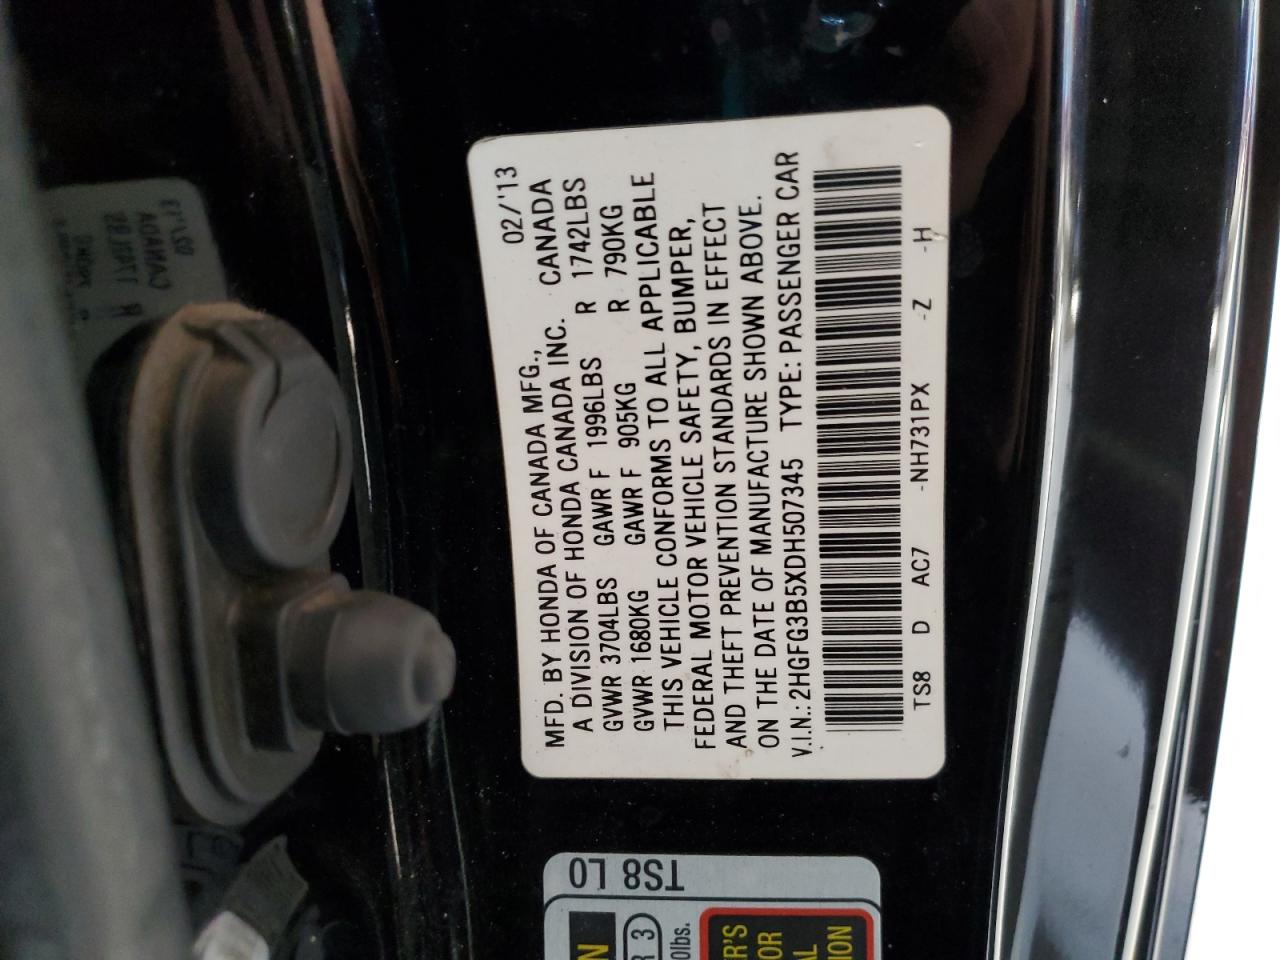 MFD. BY HONDA OF CANADA MFG., 02/'13
A DIVISION OF HONDA CANADA INC. CANADA
GVWR 3704LBS GAWR F 1996LBS R 1742LBS
GVWR 1680KG GAWR F 905KG R 790KG
THIS VEHICLE CONFORMS TO ALL APPLICABLE
FEDERAL MOTOR VEHICLE SAFETY, BUMPER,
AND THEFT PREVENTION STANDARDS IN EFFECT
ON THE DATE OF MANUFACTURE SHOWN ABOVE.
V.I.N.: 2HGFG3B5XDH507345 TYPE: PASSENGER CAR
TS8 D AC7 -NH731PX -Z -H
TS8 L0